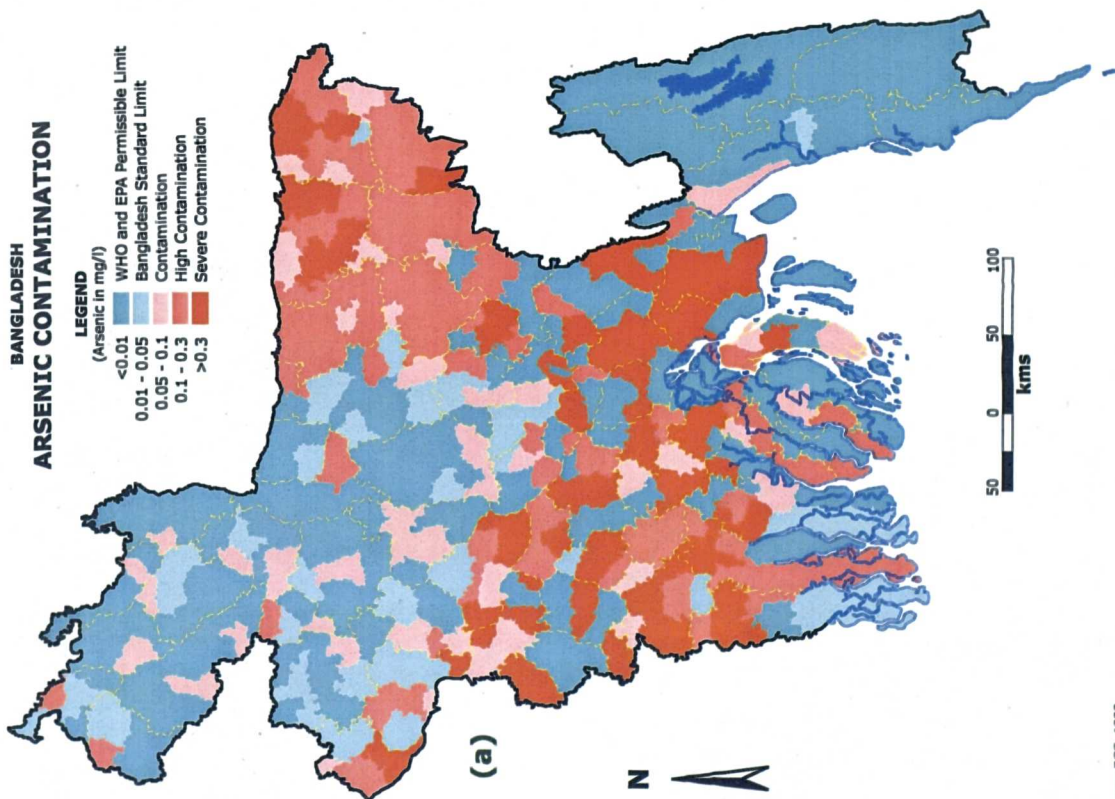 BANGLADESH
ARSENIC CONTAMINATION
LEGEND
(Arsenic in mg/l)
<0.01 WHO and EPA Permissible Limit
0.01 - 0.05 Bangladesh Standard Limit
0.05 - 0.1 Contamination
0.1 - 0.3 High Contamination
>0.3 Severe Contamination
(a)
N
50 0 50 100
kms